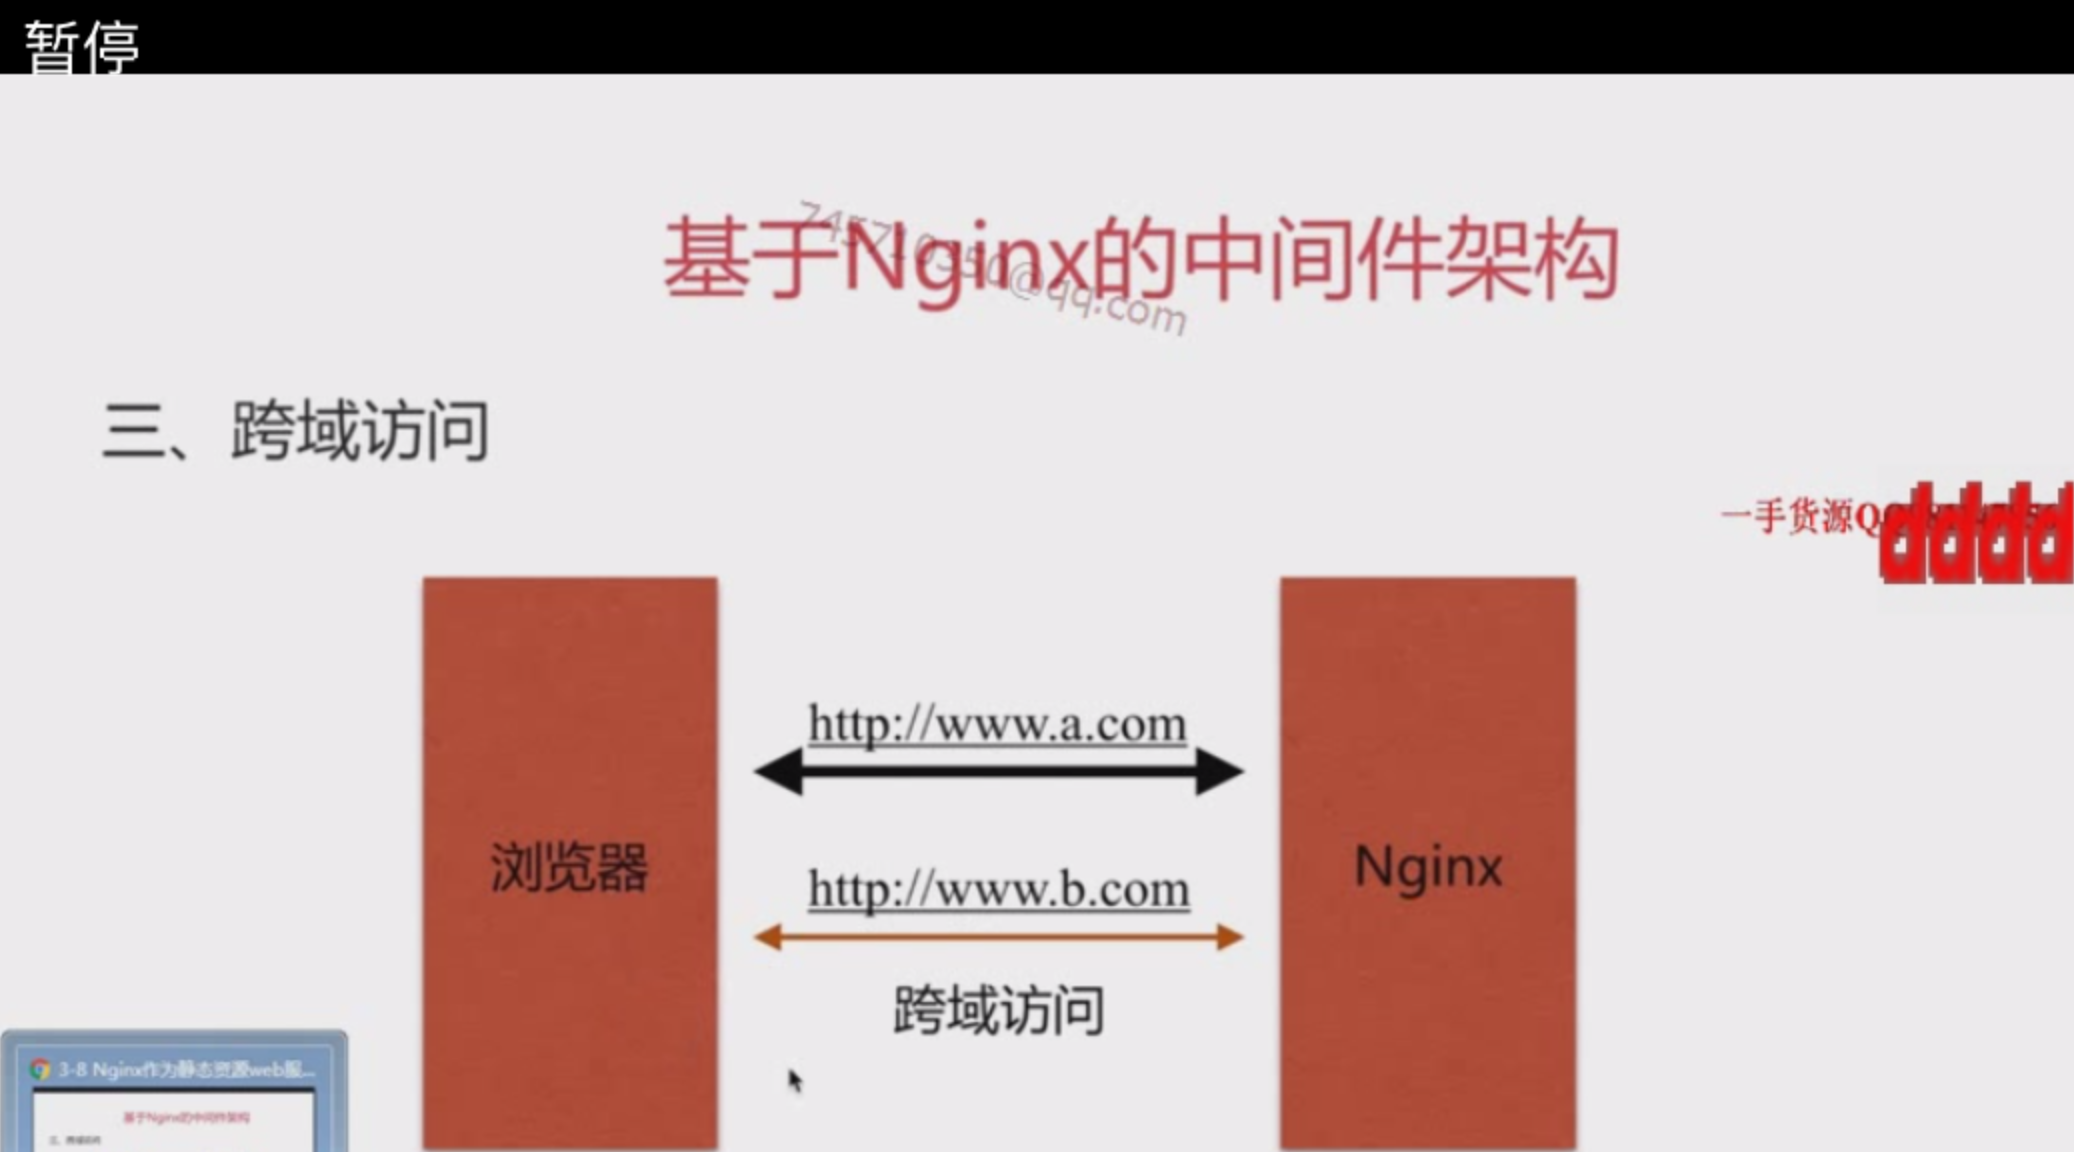 暂停
基于Nginx的中间件架构
745710350@qq.com
三、跨域访问
一手货源QQ
dddd
http://www.a.com
浏览器
Nginx
http://www.b.com
跨域访问
3-8 Nginx作为静态资源web服...
基于Nginx的中间件架构
三、跨域访问